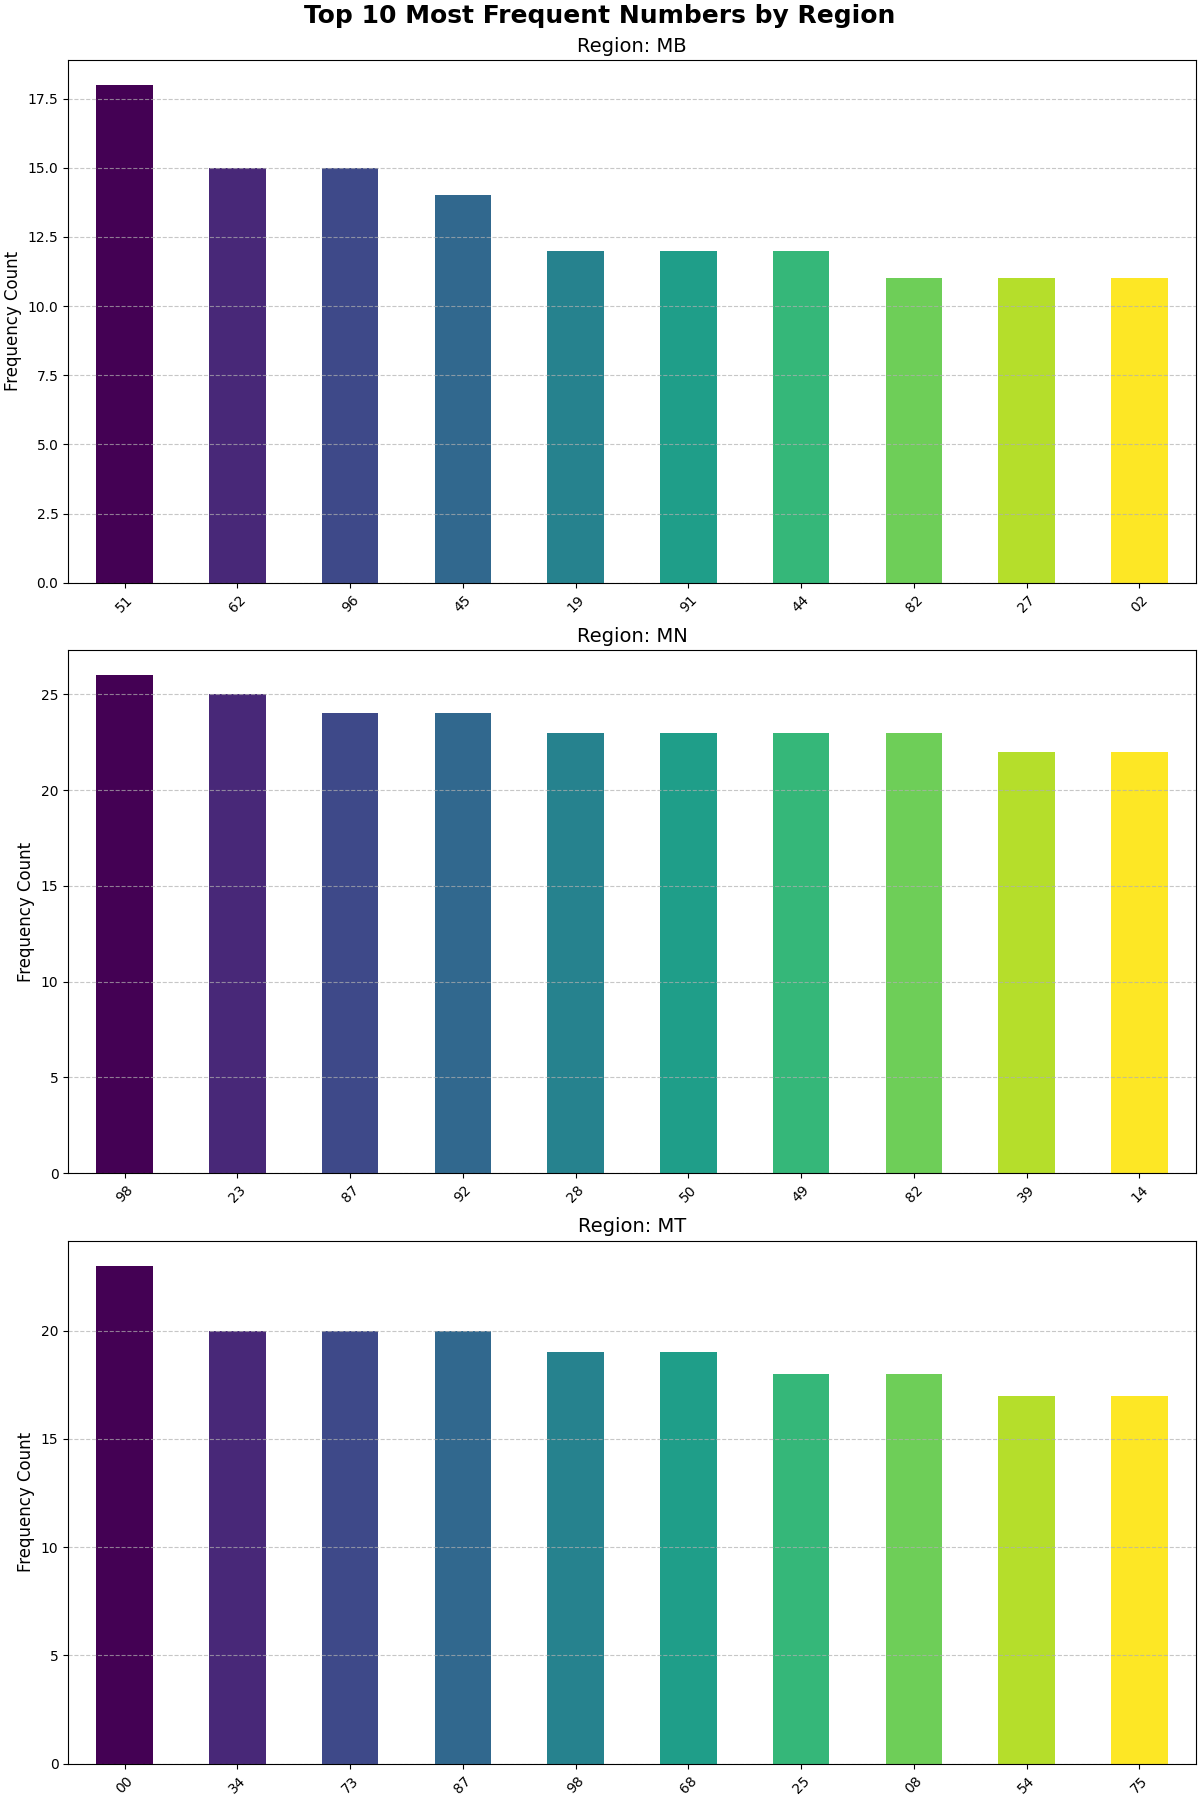 Top 10 Most Frequent Numbers by Region
Region: MB
Frequency Count
17.5
15.0
12.5
10.0
7.5
5.0
2.5
0.0
51 62 96 45 19 91 44 82 27 02
Region: MN
Frequency Count
25
20
15
10
5
0
98 23 87 92 28 50 49 82 39 14
Region: MT
Frequency Count
20
15
10
5
0
00 34 73 87 98 68 25 08 54 75